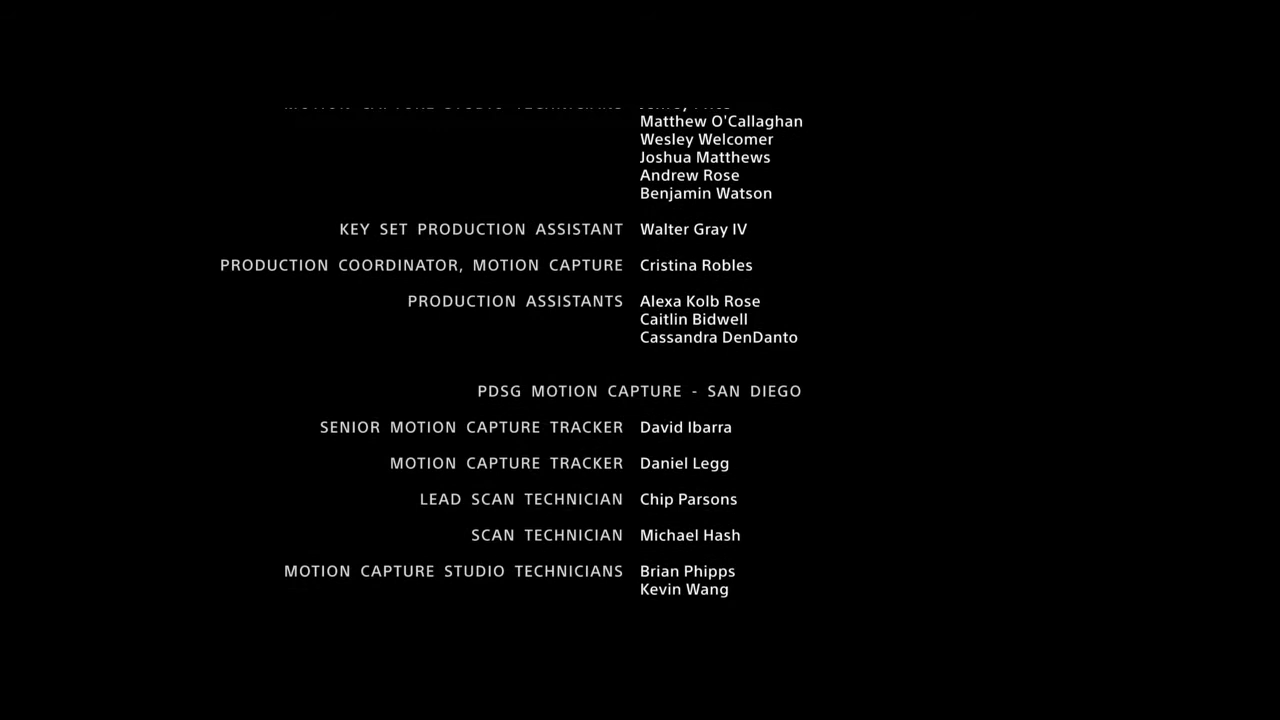 Matthew O'Callaghan
Wesley Welcomer
Joshua Matthews
Andrew Rose
Benjamin Watson
KEY SET PRODUCTION ASSISTANT Walter Gray IV
PRODUCTION COORDINATOR, MOTION CAPTURE Cristina Robles
PRODUCTION ASSISTANTS Alexa Kolb Rose
Caitlin Bidwell
Cassandra DenDanto
PDSG MOTION CAPTURE - SAN DIEGO
SENIOR MOTION CAPTURE TRACKER David Ibarra
MOTION CAPTURE TRACKER Daniel Legg
LEAD SCAN TECHNICIAN Chip Parsons
SCAN TECHNICIAN Michael Hash
MOTION CAPTURE STUDIO TECHNICIANS Brian Phipps
Kevin Wang